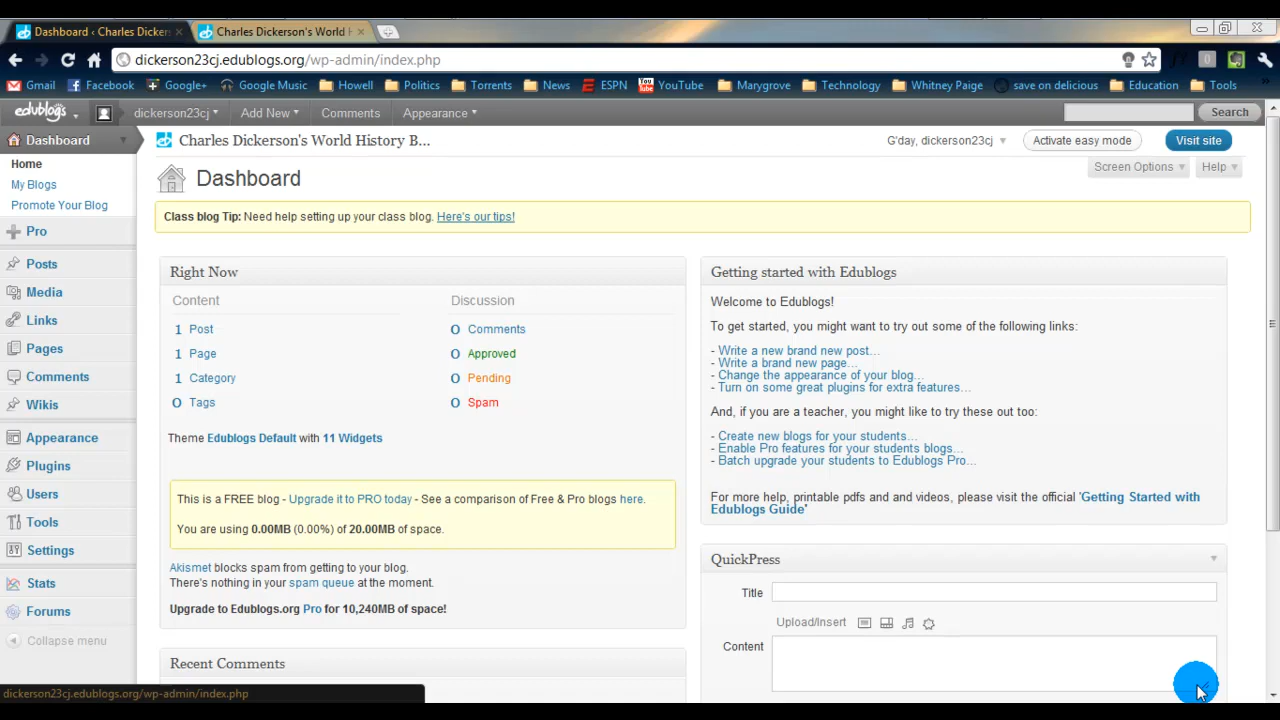 Dashboard ‹ Charles Dicker
Charles Dickerson's World H
dickerson23cj.edublogs.org/wp-admin/index.php
Gmail Facebook Google+ Google Music Howell Politics Torrents News ESPN YouTube Marygrove Technology Whitney Paige save on delicious Education Tools
edublogs dickerson23cj Add New Comments Appearance Search
Dashboard
Home
My Blogs
Promote Your Blog
Pro
Posts
Media
Links
Pages
Comments
Wikis
Appearance
Plugins
Users
Tools
Settings
Stats
Forums
Collapse menu
Charles Dickerson's World History B... G'day, dickerson23cj Activate easy mode Visit site
Screen Options Help
Dashboard
Class blog Tip: Need help setting up your class blog. Here's our tips!
Right Now
Content Discussion
1 Post 0 Comments
1 Page 0 Approved
1 Category 0 Pending
0 Tags 0 Spam
Theme Edublogs Default with 11 Widgets
This is a FREE blog - Upgrade it to PRO today - See a comparison of Free & Pro blogs here.
You are using 0.00MB (0.00%) of 20.00MB of space.
Akismet blocks spam from getting to your blog.
There's nothing in your spam queue at the moment.
Upgrade to Edublogs.org Pro for 10,240MB of space!
Recent Comments
Getting started with Edublogs
Welcome to Edublogs!
To get started, you might want to try out some of the following links:
- Write a new brand new post...
- Write a brand new page...
- Change the appearance of your blog...
- Turn on some great plugins for extra features...
And, if you are a teacher, you might like to try these out too:
- Create new blogs for your students...
- Enable Pro features for your students blogs...
- Batch upgrade your students to Edublogs Pro...
For more help, printable pdfs and and videos, please visit the official 'Getting Started with
Edublogs Guide'
QuickPress
Title
Upload/Insert
Content
dickerson23cj.edublogs.org/wp-admin/index.php